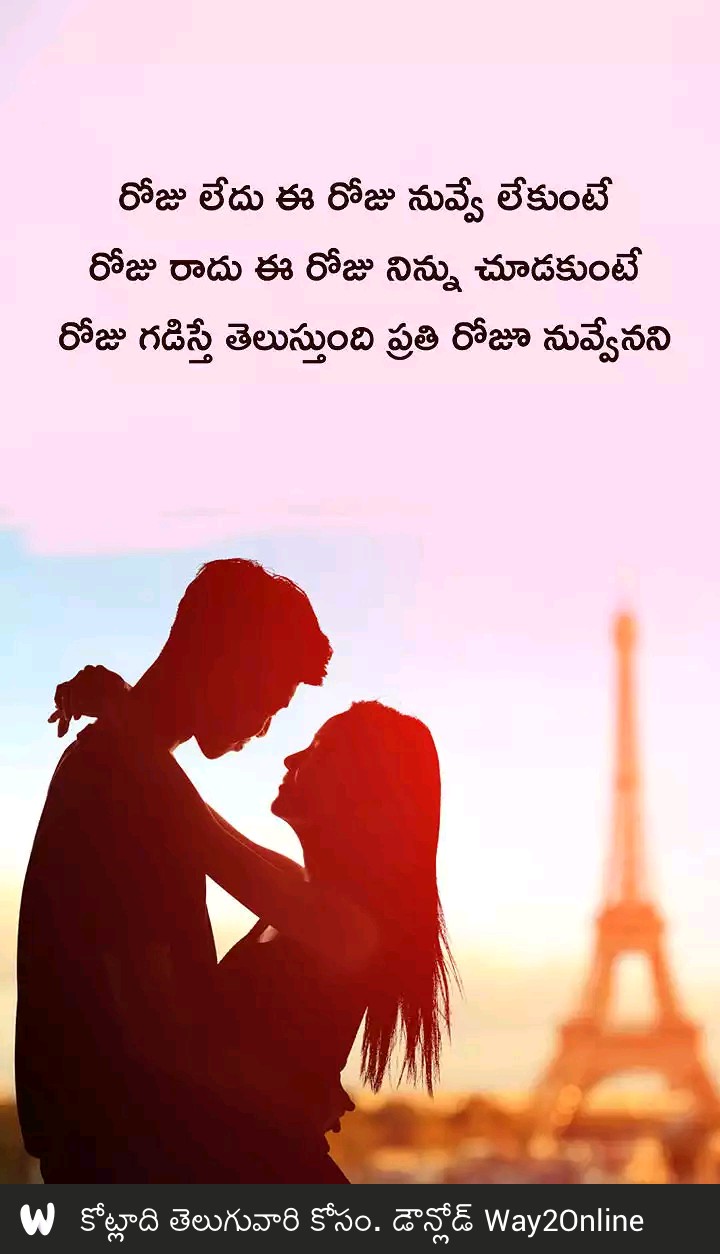 రోజు లేదు ఈ రోజు నువ్వే లేకుంటే
రోజు రాదు ఈ రోజు నిన్ను చూడకుంటే
రోజు గడిస్తే తెలుస్తుంది ప్రతి రోజూ నువ్వేనని
W కోట్లాది తెలుగువారి కోసం. డౌన్లోడ్ Way2Online